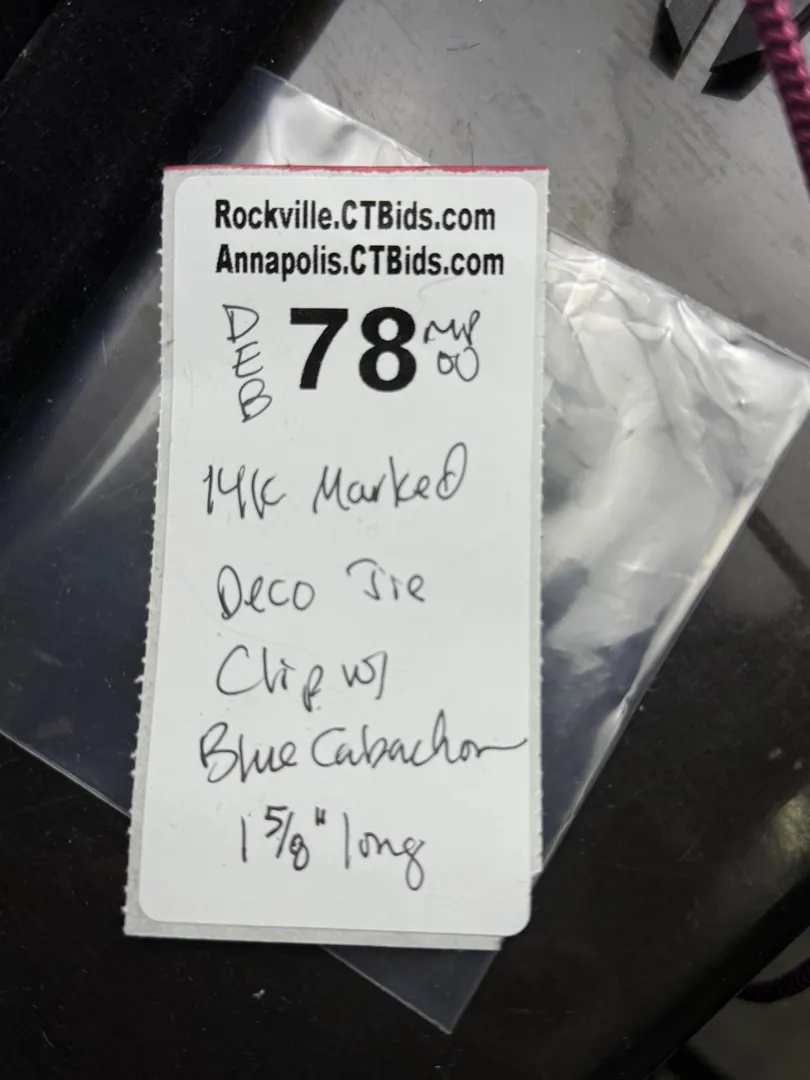 Rockville.CTBids.com
Annapolis.CTBids.com
DEB 78
14K Marked
Deco Tie
Clip w/
Blue Cabachon
1 5/8" long